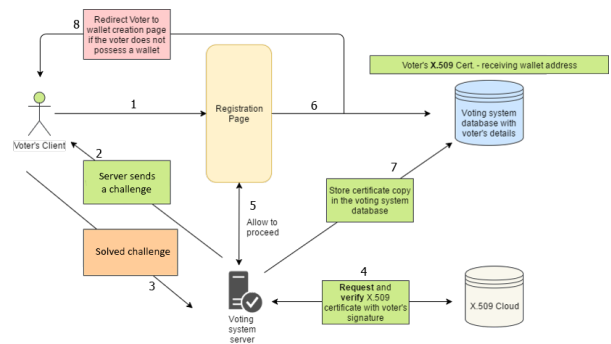 8
Redirect Voter to
wallet creation page
if the voter does not
possess a wallet
Voter's X.509 Cert. - receiving wallet address
1
Registration
Page
6
Voting system
database with
voter's details
Voter's Client
2
Server sends
a challenge
7
Store certificate copy
in the voting system
database
5
Allow to
proceed
Solved challenge
3
4
Request and
verify X.509
certificate with voter's
signature
Voting
system
server
X.509 Cloud